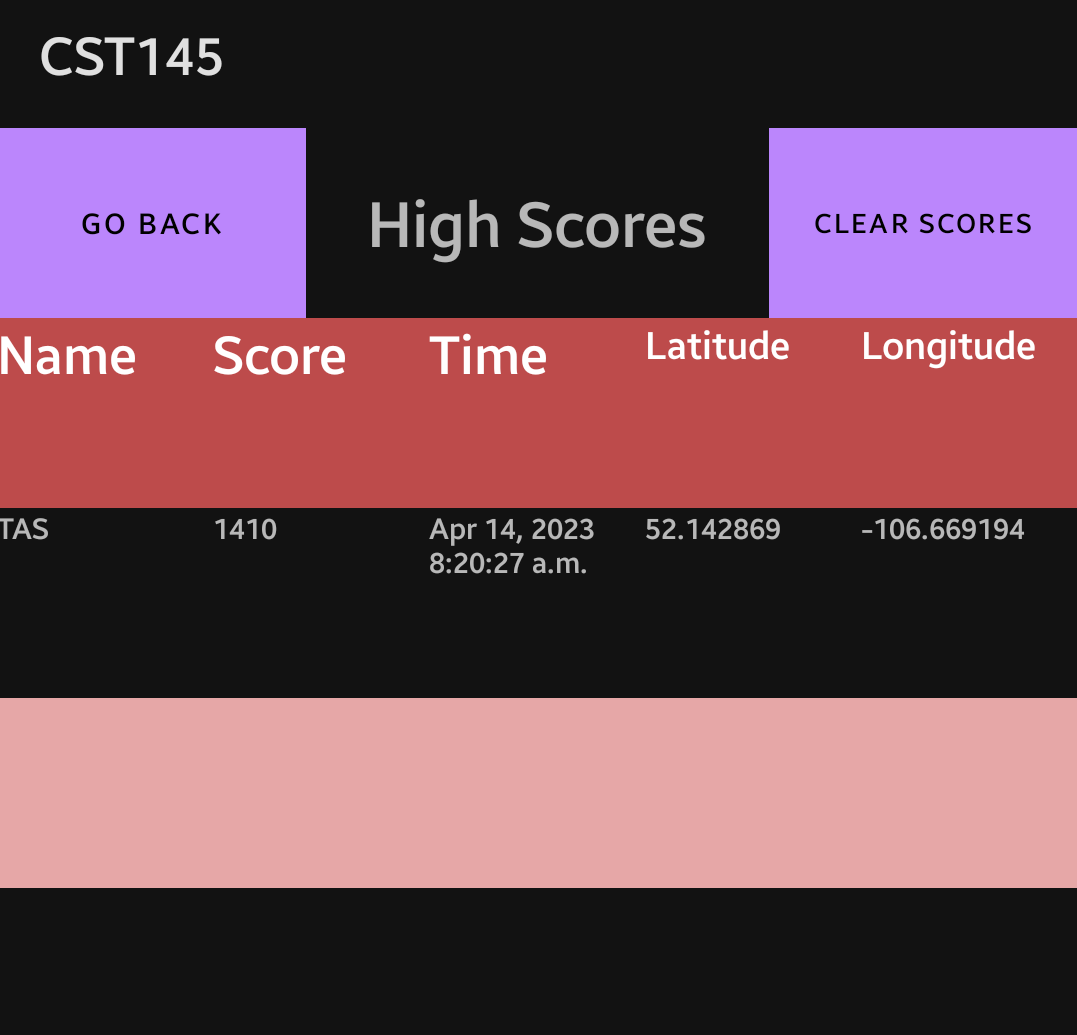 CST145
GO BACK
High Scores
CLEAR SCORES
Name Score Time Latitude Longitude
TAS 1410 Apr 14, 2023 52.142869 -106.669194
8:20:27 a.m.